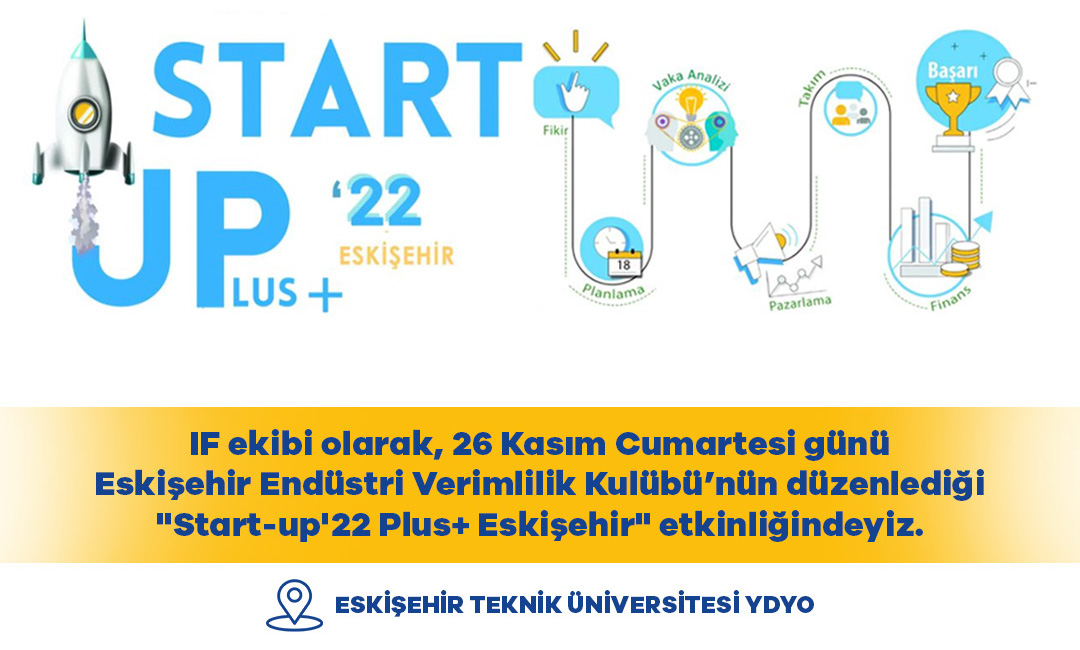 START
UP
LUS +
'22
ESKİŞEHİR
Fikir
Planlama
18
Vaka Analizi
Pazarlama
Takım
Finans
Başarı
IF ekibi olarak, 26 Kasım Cumartesi günü
Eskişehir Endüstri Verimlilik Kulübü’nün düzenlediği
"Start-up'22 Plus+ Eskişehir" etkinliğindeyiz.
ESKİŞEHİR TEKNİK ÜNİVERSİTESİ YDYO